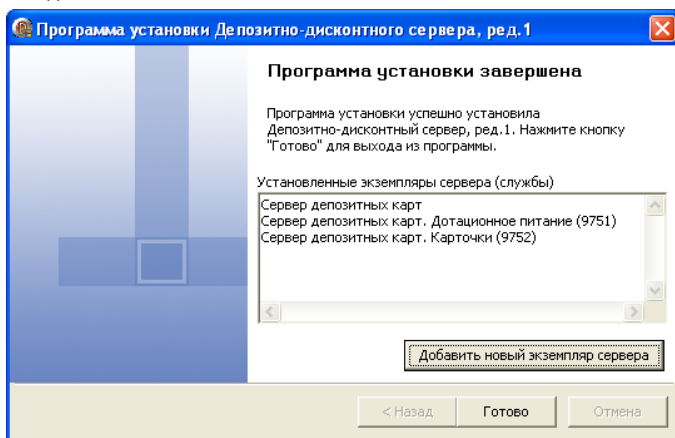 Программа установки Депозитно-дисконтного сервера, ред.1
Программа установки завершена
Программа установки успешно установила
Депозитно-дисконтный сервер, ред.1. Нажмите кнопку
"Готово" для выхода из программы.
Установленные экземпляры сервера (службы)
Сервер депозитных карт
Сервер депозитных карт. Дотационное питание (9751)
Сервер депозитных карт. Карточки (9752)
Добавить новый экземпляр сервера
< Назад
Готово
Отмена